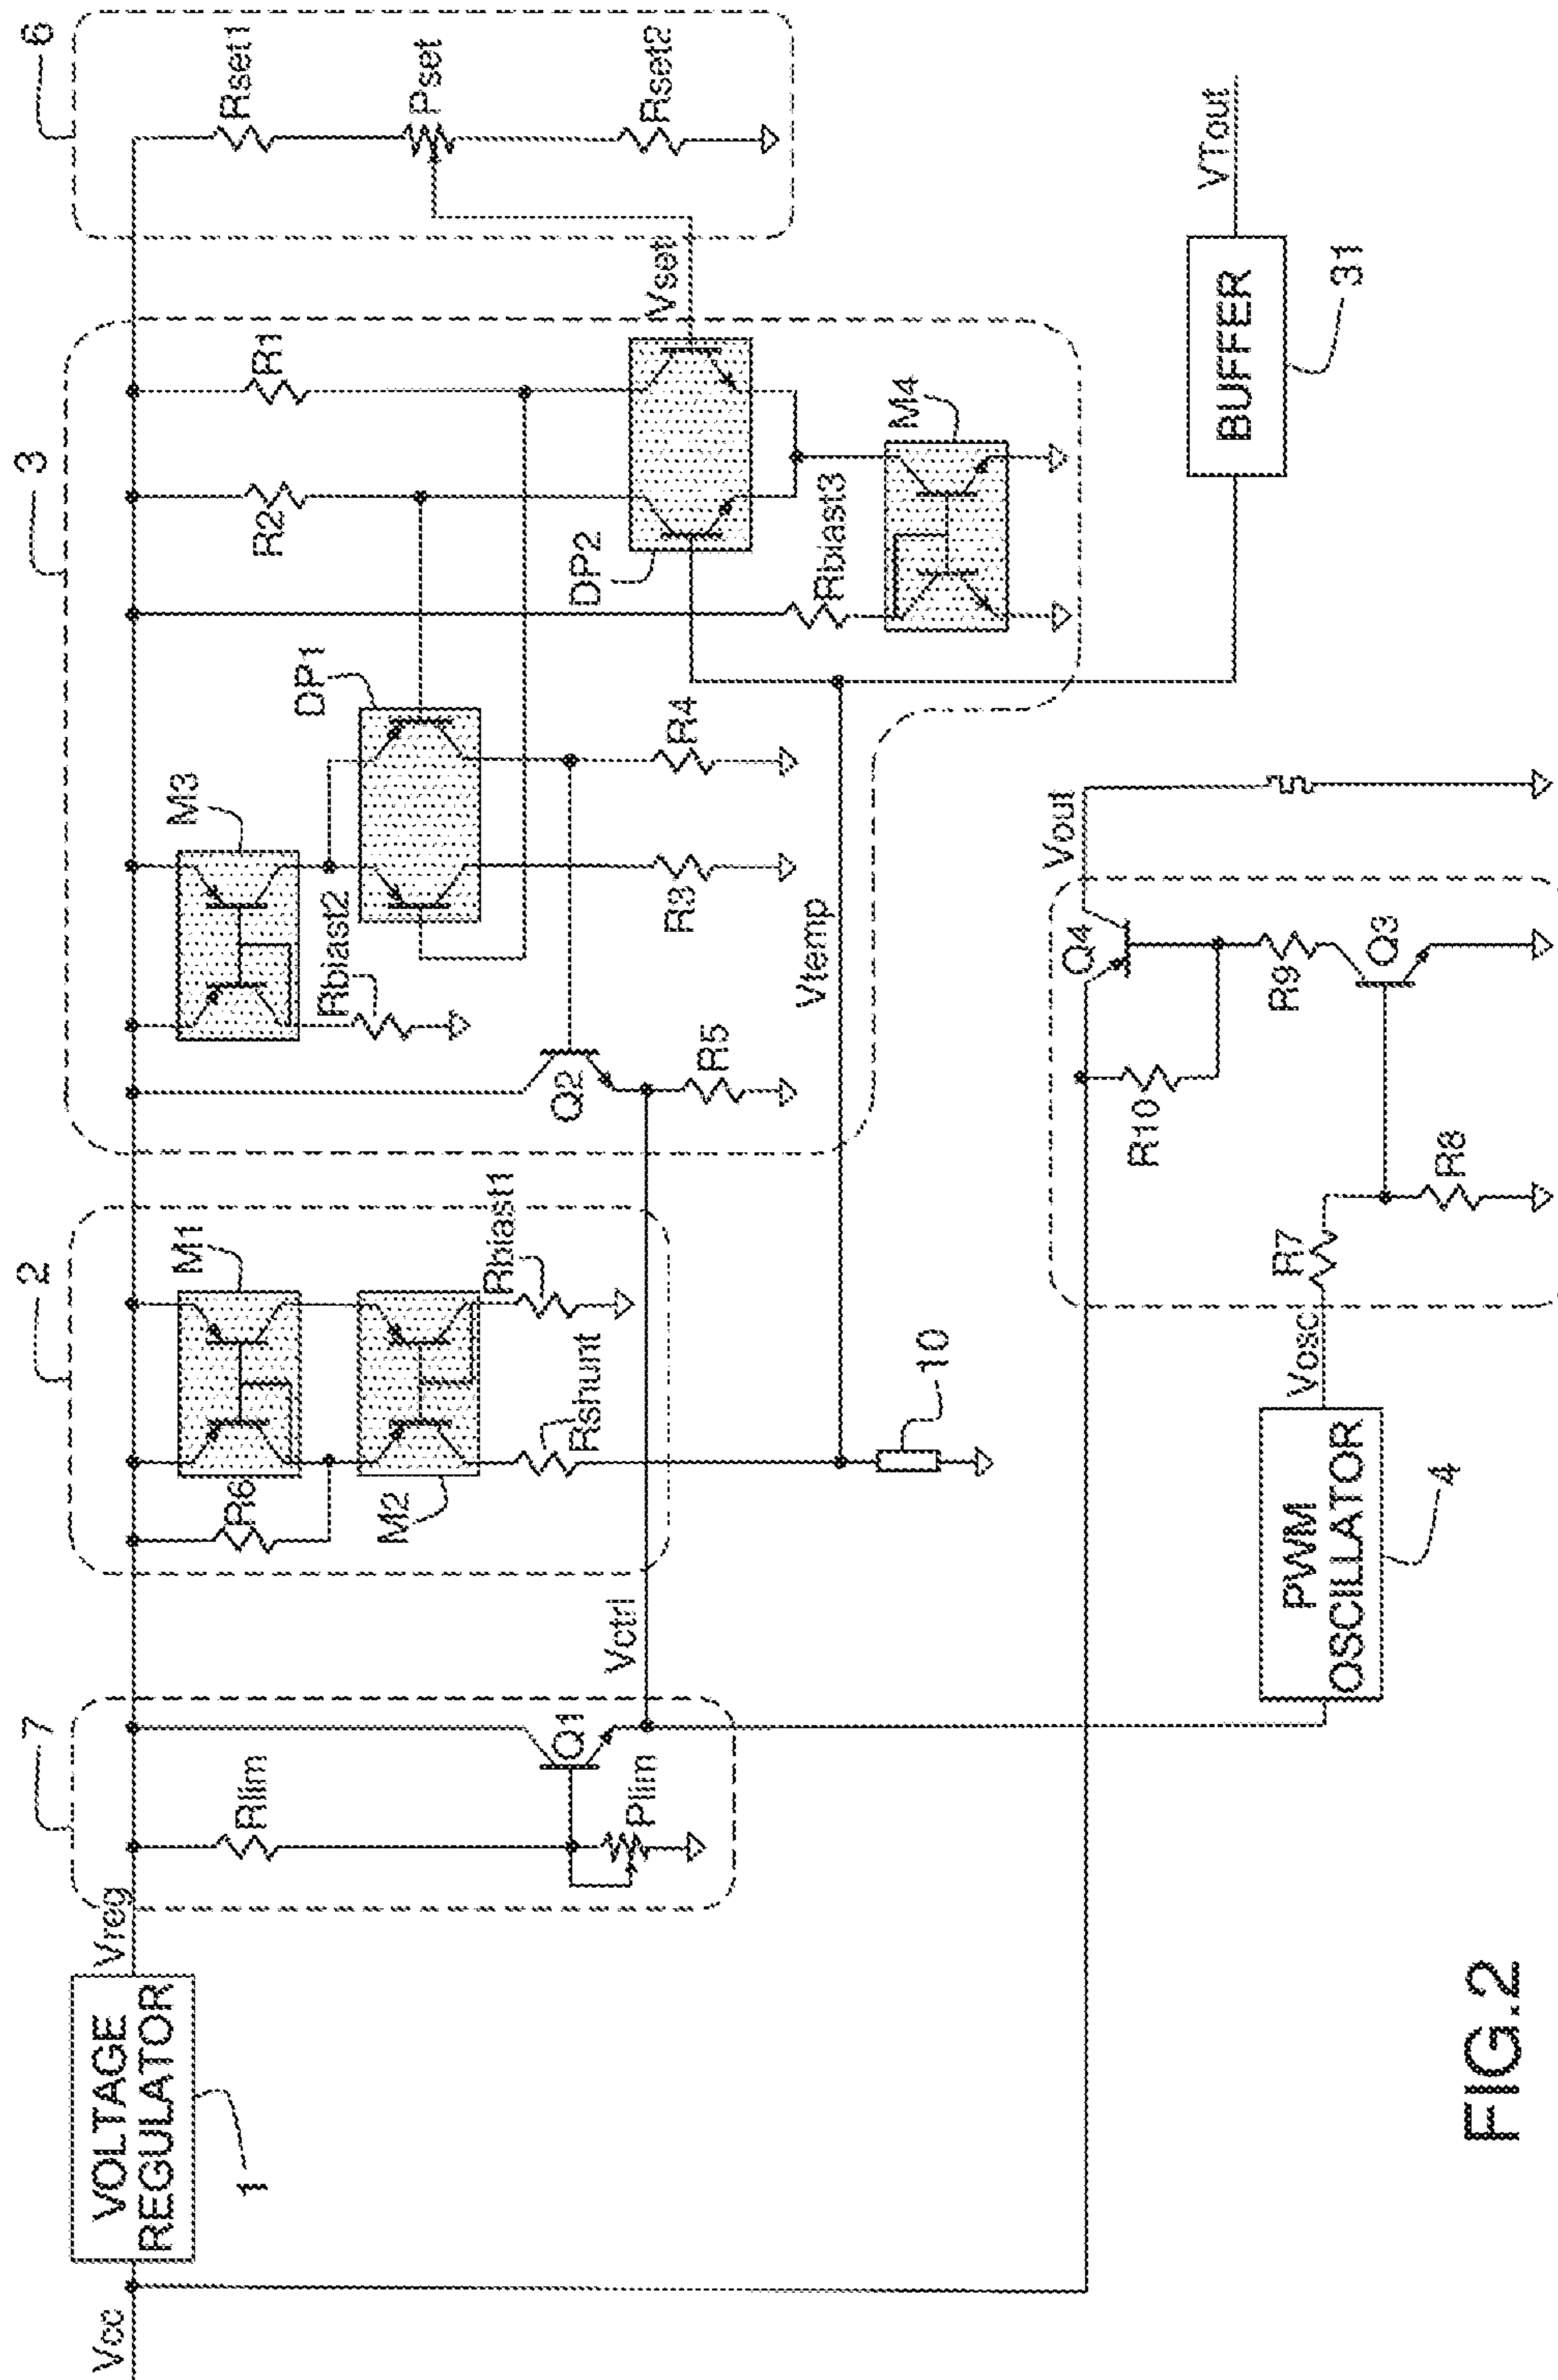 Vcc
VOLTAGE
REGULATOR
1
Vreg
7
Rlim
Q1
Plim
Vctrl
2
R6
M1
M2
Rshunt
Rbiast1
10
3
M3
Rbiast2
Q2
R5
DP1
R3
R4
Vtemp
R2
R1
DP2
Rbiast3
M4
Vset
6
Rset1
Pset
Rset2
PWM
OSCILLATOR
4
Vosc
R7
R8
R10
Q4
R9
Q3
Vout
BUFFER
31
VTout
FIG.2